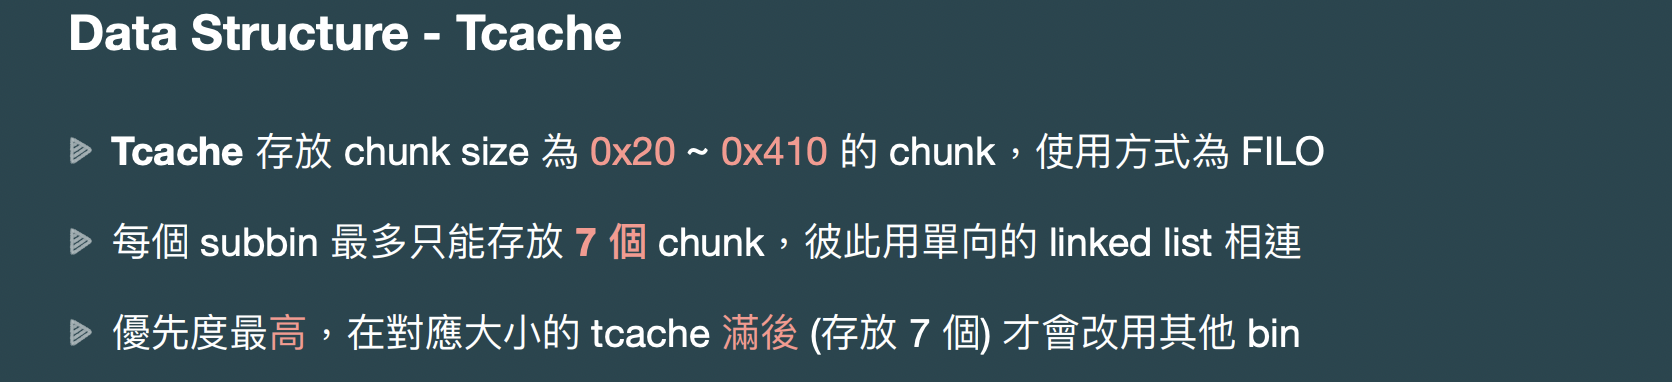 Data Structure - Tcache
Tcache 存放 chunk size 為 0x20 ~ 0x410 的 chunk，使用方式為 FILO
每個 subbin 最多只能存放 7 個 chunk，彼此用單向的 linked list 相連
優先度最高，在對應大小的 tcache 滿後 (存放 7 個) 才會改用其他 bin